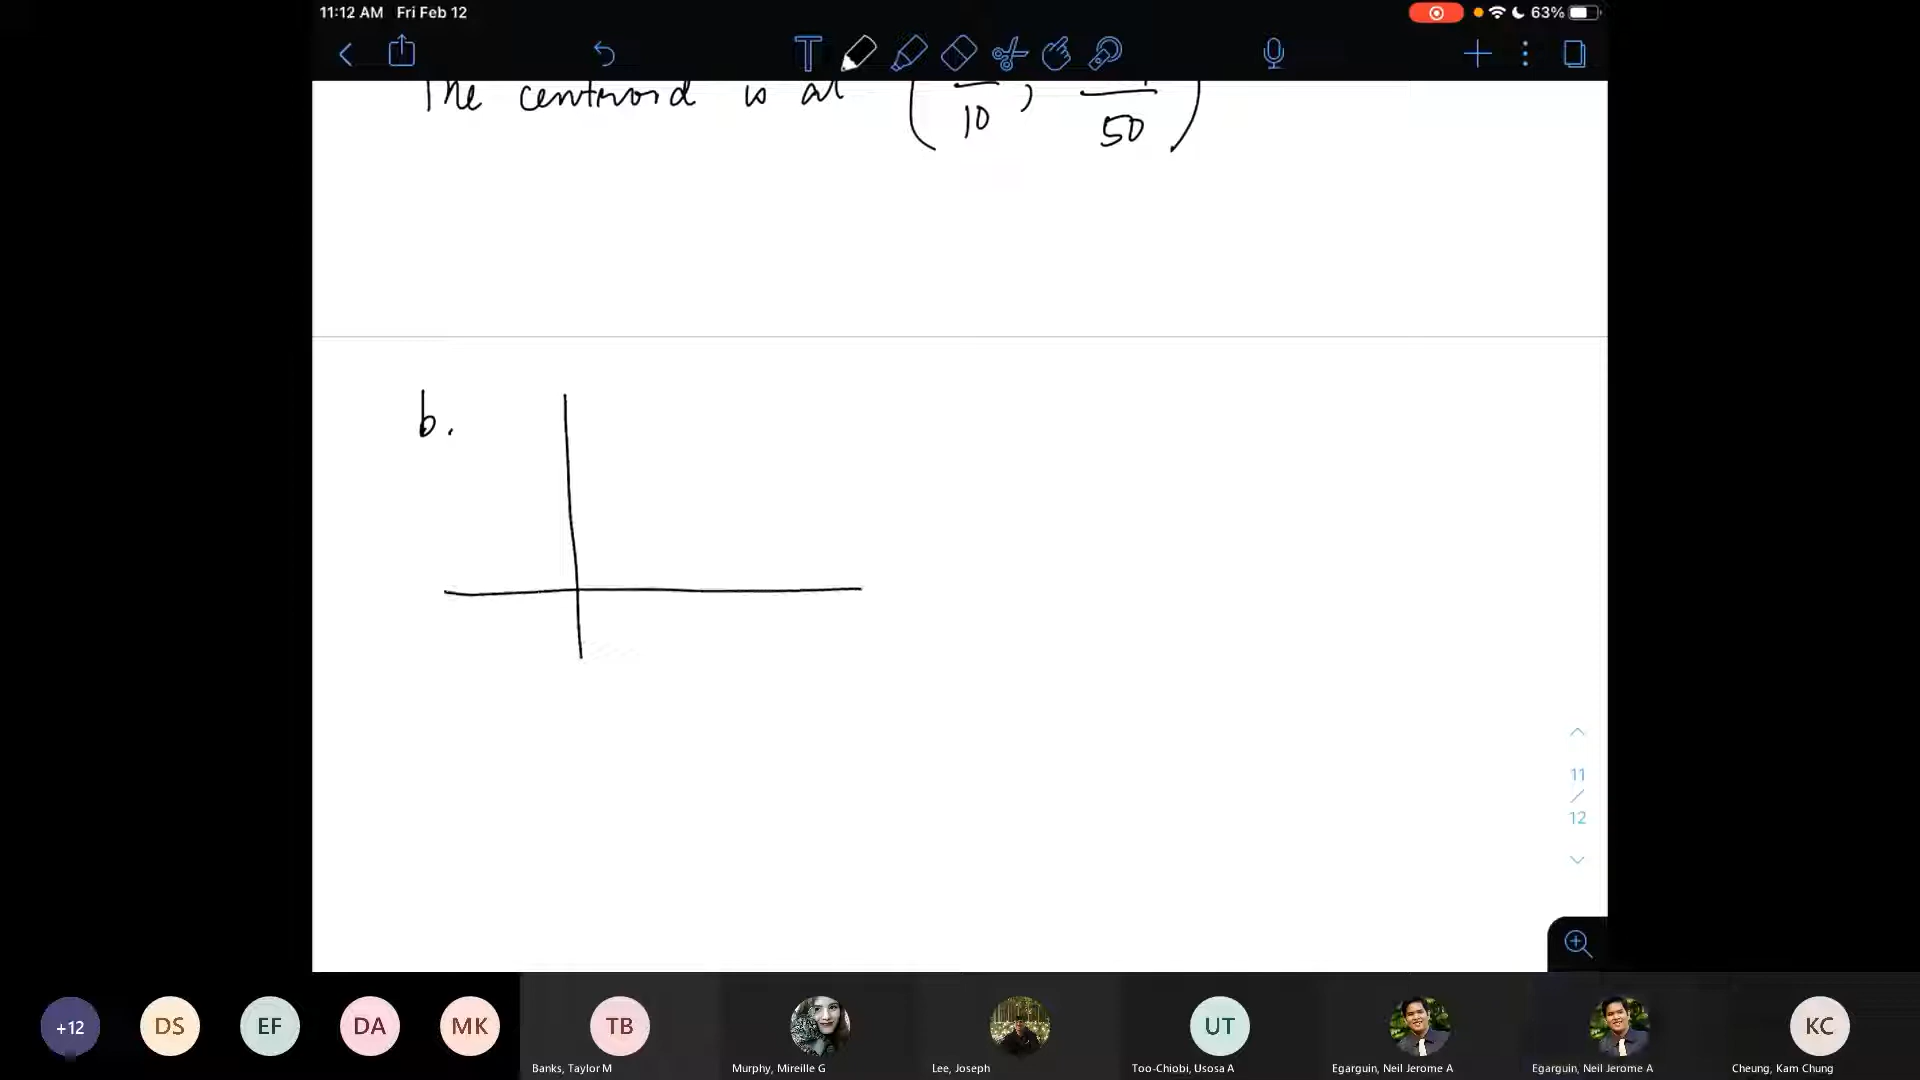 11:12 AM Fri Feb 12
63%
The centroid is at ( /10 , /50 )
b.
11
/
12
+12
DS
EF
DA
MK
TB
UT
KC
Banks, Taylor M
Murphy, Mireille G
Lee, Joseph
Too-Chiobi, Usosa A
Egarguin, Neil Jerome A
Egarguin, Neil Jerome A
Cheung, Kam Chung